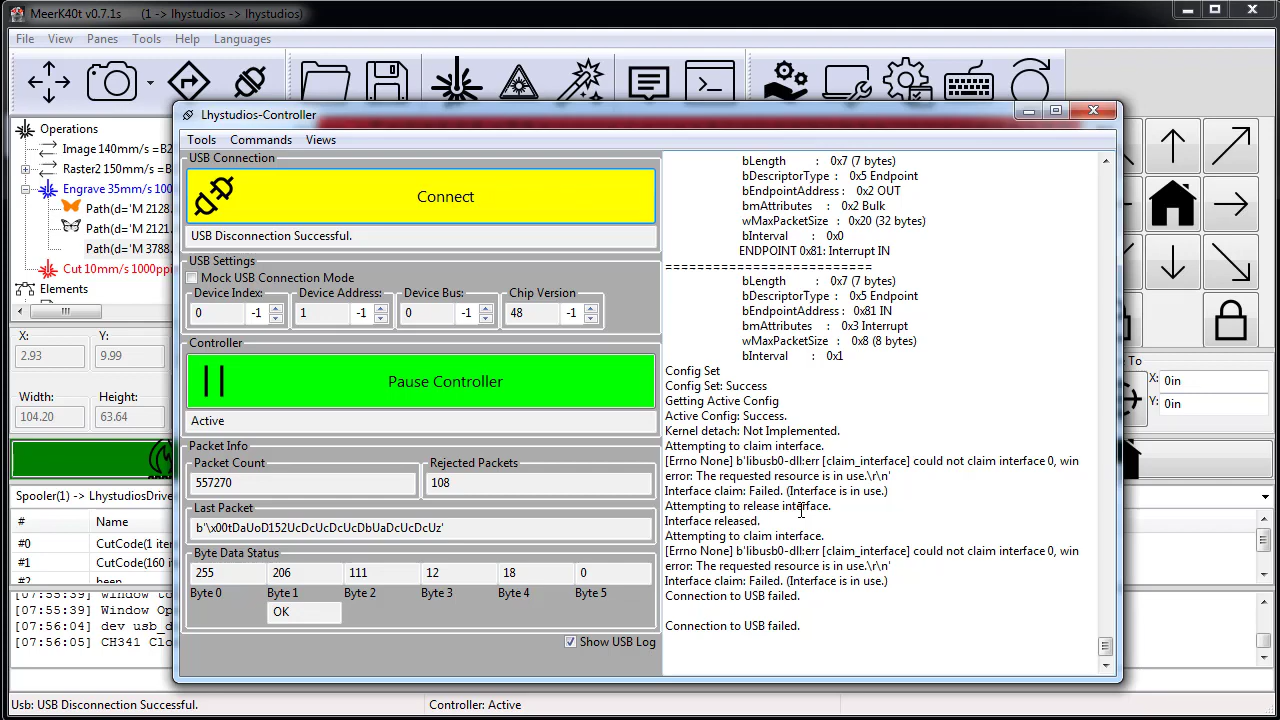 MeerK40t v0.7.1s (1 -> lhystudios -> lhystudios)
File View Panes Tools Help Languages
Operations
Image 140mm/s =B2
Raster2 150mm/s =B
Engrave 35mm/s 100
Path(d='M 2128.
Path(d='M 2121.
Path(d='M 3788.
Cut 10mm/s 1000ppi
Elements
X: Y:
2.93 9.99
Width: Height:
104.20 63.64
Spooler(1) -> LhystudiosDrive
# Name
#0 CutCode(1 iter
#1 CutCode(160 it
#2 been
Window Op
[07:56:04] dev usb_d
[07:56:05] CH341 Clo
Lhystudios-Controller
Tools Commands Views
USB Connection
Connect
USB Disconnection Successful.
USB Settings
Mock USB Connection Mode
Device Index: Device Address: Device Bus: Chip Version
0 -1 1 -1 0 -1 48 -1
Controller
Pause Controller
Active
Packet Info
Packet Count Rejected Packets
557270 108
Last Packet
b'\x00tDaUoD152UcDcUcDcUcDbUaDcUcDcUz'
Byte Data Status
255 206 111 12 18 0
Byte 0 Byte 1 Byte 2 Byte 3 Byte 4 Byte 5
OK
Show USB Log
bLength : 0x7 (7 bytes)
bDescriptorType : 0x5 Endpoint
bEndpointAddress : 0x2 OUT
bmAttributes : 0x2 Bulk
wMaxPacketSize : 0x20 (32 bytes)
bInterval : 0x0
ENDPOINT 0x81: Interrupt IN
==========================
bLength : 0x7 (7 bytes)
bDescriptorType : 0x5 Endpoint
bEndpointAddress : 0x81 IN
bmAttributes : 0x3 Interrupt
wMaxPacketSize : 0x8 (8 bytes)
bInterval : 0x1
Config Set
Config Set: Success
Getting Active Config
Active Config: Success.
Kernel detach: Not Implemented.
Attempting to claim interface.
[Errno None] b'libusb0-dll:err [claim_interface] could not claim interface 0, win
error: The requested resource is in use.\r\n'
Interface claim: Failed. (Interface is in use.)
Attempting to release interface.
Interface released.
Attempting to claim interface.
[Errno None] b'libusb0-dll:err [claim_interface] could not claim interface 0, win
error: The requested resource is in use.\r\n'
Interface claim: Failed. (Interface is in use.)
Connection to USB failed.
Connection to USB failed.
To
X: 0in
Y: 0in
Usb: USB Disconnection Successful. Controller: Active